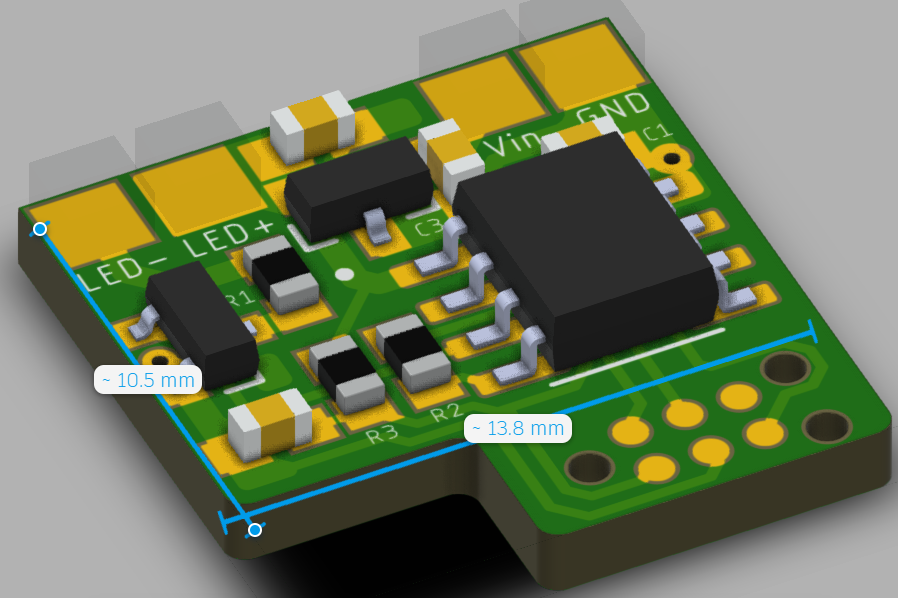 GND
Vin
C1
C3
LED- LED+
R1
~ 10.5 mm
~ 13.8 mm
R2
R3